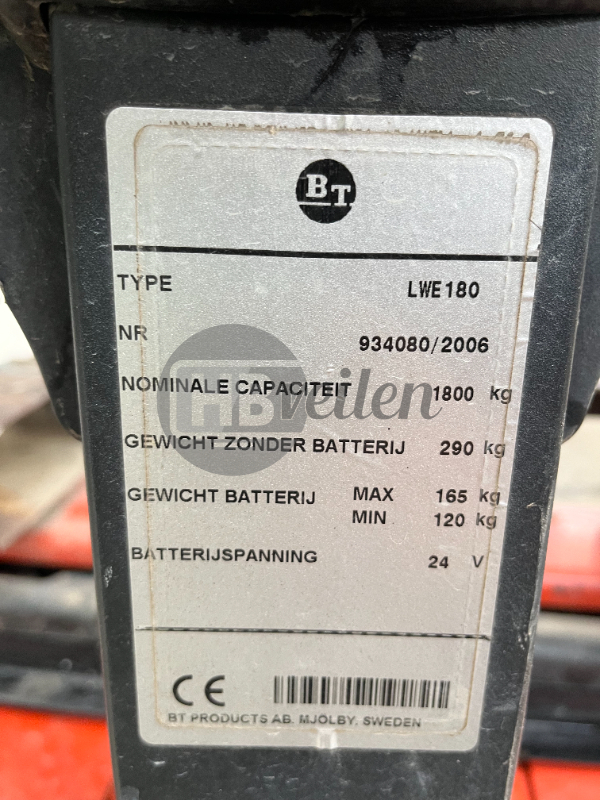 BT
TYPE LWE180
NR 934080/2006
NOMINALE CAPACITEIT 1800 kg
HBveilen
GEWICHT ZONDER BATTERIJ 290 kg
GEWICHT BATTERIJ MAX 165 kg
MIN 120 kg
BATTERIJSPANNING 24 V
CE
BT PRODUCTS AB. MJOLBY, SWEDEN